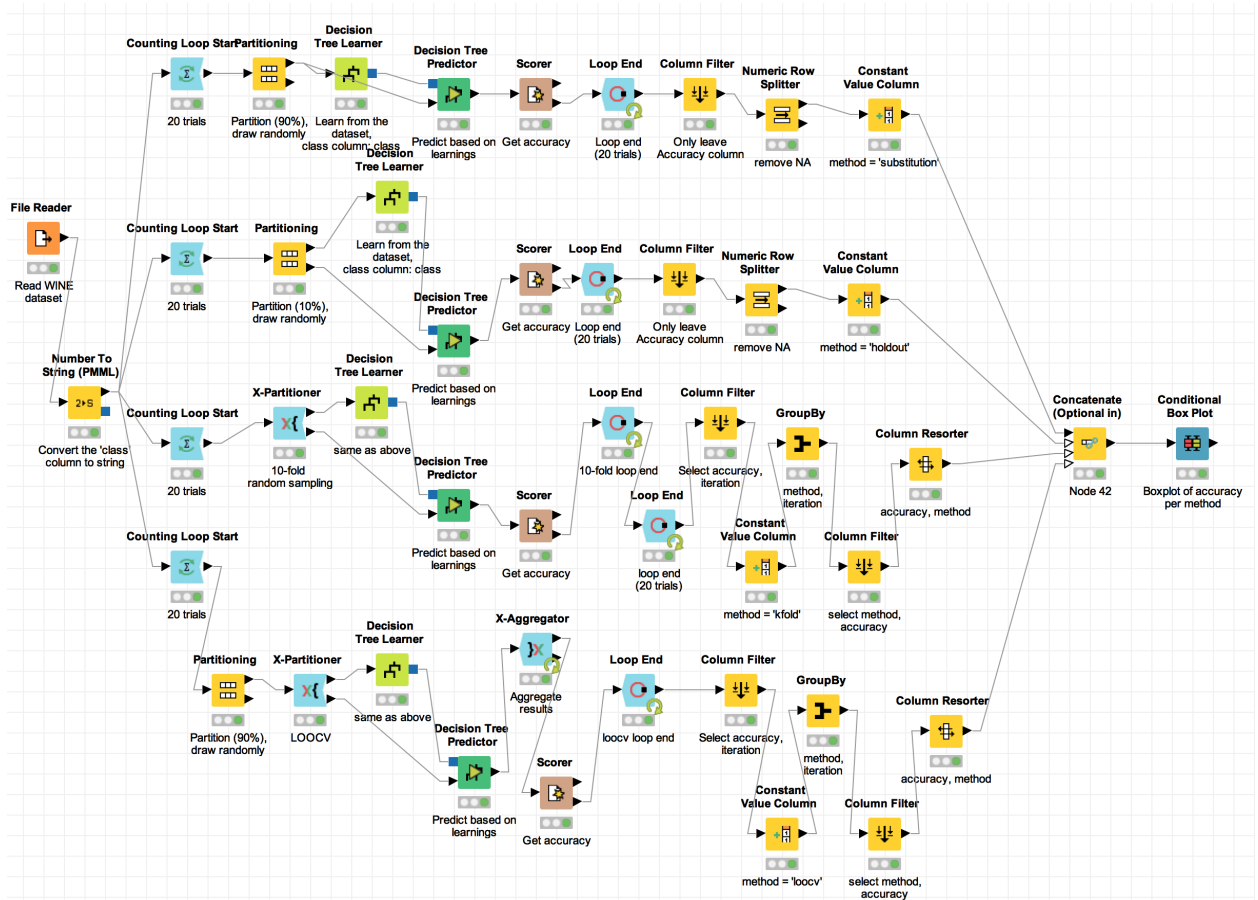 Counting Loop Start
Partitioning
Decision
Tree Learner
Decision Tree
Predictor
Scorer
Loop End
Column Filter
Numeric Row
Splitter
Constant
Value Column
20 trials
Partition (90%),
draw randomly
Learn from the
dataset,
class column: class
Predict based on
learnings
Get accuracy
Loop end
(20 trials)
Only leave
Accuracy column
remove NA
method = 'substitution'
File Reader
Read WINE
dataset
Counting Loop Start
20 trials
Partitioning
Partition (10%),
draw randomly
Decision
Tree Learner
Learn from the
dataset,
class column: class
Decision Tree
Predictor
Predict based on
learnings
Scorer
Get accuracy
Loop End
Loop end
(20 trials)
Column Filter
Only leave
Accuracy column
Numeric Row
Splitter
remove NA
Constant
Value Column
method = 'holdout'
Number To
String (PMML)
2▸S
Convert the 'class
column to string
Counting Loop Start
20 trials
X-Partitioner
X{
10-fold
random sampling
Decision
Tree Learner
same as above
Decision Tree
Predictor
Predict based on
learnings
Scorer
Get accuracy
Loop End
10-fold loop end
Loop End
loop end
(20 trials)
Column Filter
Select accuracy,
iteration
Constant
Value Column
method = 'kfold'
GroupBy
method,
iteration
Column Filter
select method,
accuracy
Column Resorter
accuracy, method
Concatenate
(Optional in)
Node 42
Conditional
Box Plot
Boxplot of accuracy
per method
Counting Loop Start
20 trials
Partitioning
Partition (90%),
draw randomly
X-Partitioner
X{
LOOCV
Decision
Tree Learner
same as above
Decision Tree
Predictor
Predict based on
learnings
X-Aggregator
}X
Aggregate
results
Scorer
Get accuracy
Loop End
loocv loop end
Column Filter
Select accuracy,
iteration
Constant
Value Column
method = 'loocv'
GroupBy
method,
iteration
Column Filter
select method,
accuracy
Column Resorter
accuracy, method